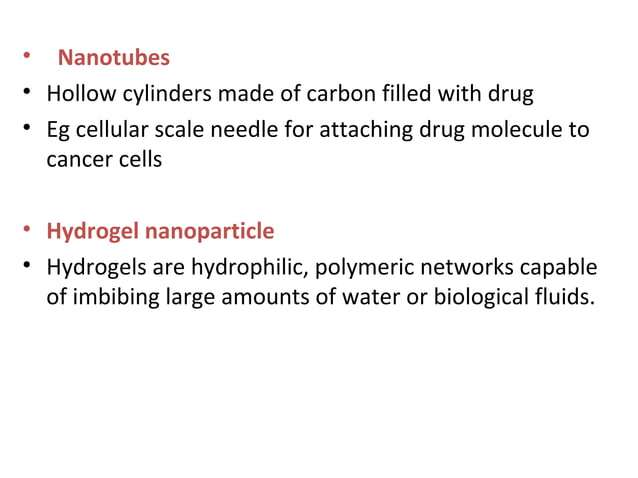 • Nanotubes
• Hollow cylinders made of carbon filled with drug
• Eg cellular scale needle for attaching drug molecule to
cancer cells
• Hydrogel nanoparticle
• Hydrogels are hydrophilic, polymeric networks capable
of imbibing large amounts of water or biological fluids.